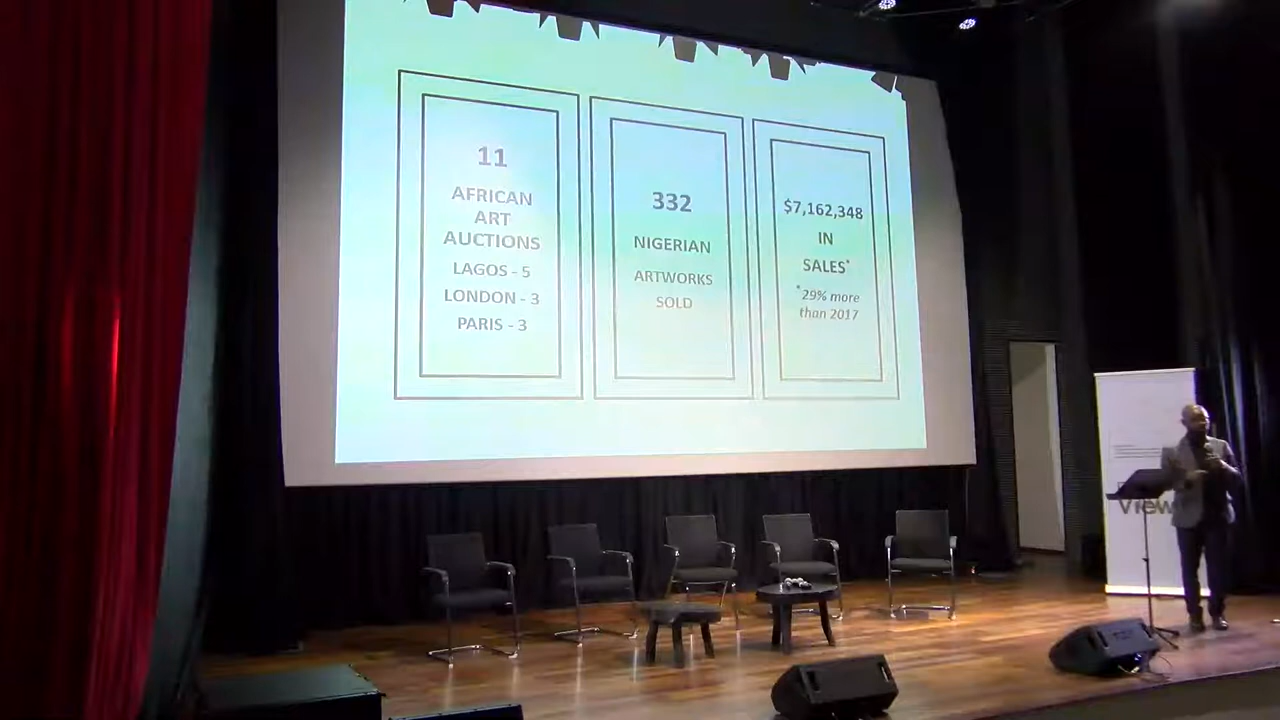 11
AFRICAN
ART
AUCTIONS
LAGOS - 5
LONDON - 3
PARIS - 3
332
NIGERIAN
ARTWORKS
SOLD
$7,162,348
IN
SALES*
*29% more
than 2017
View